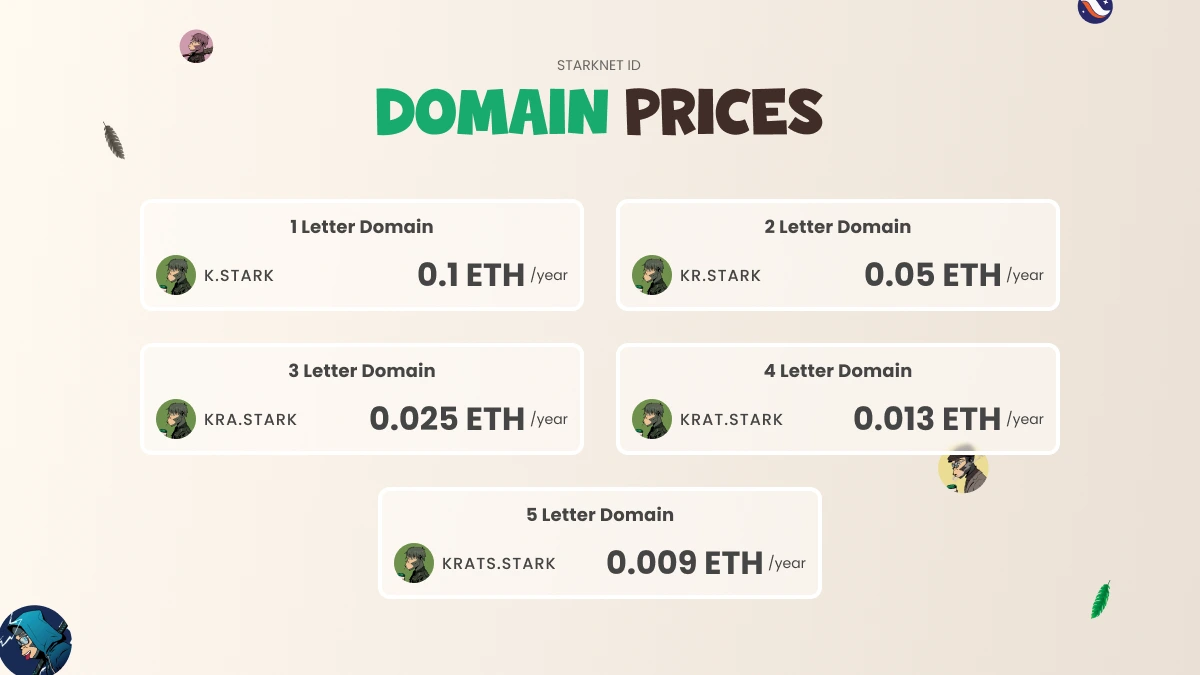 STARKNET ID
DOMAIN PRICES
1 Letter Domain
K.STARK 0.1 ETH /year
2 Letter Domain
KR.STARK 0.05 ETH /year
3 Letter Domain
KRA.STARK 0.025 ETH /year
4 Letter Domain
KRAT.STARK 0.013 ETH /year
5 Letter Domain
KRATS.STARK 0.009 ETH /year